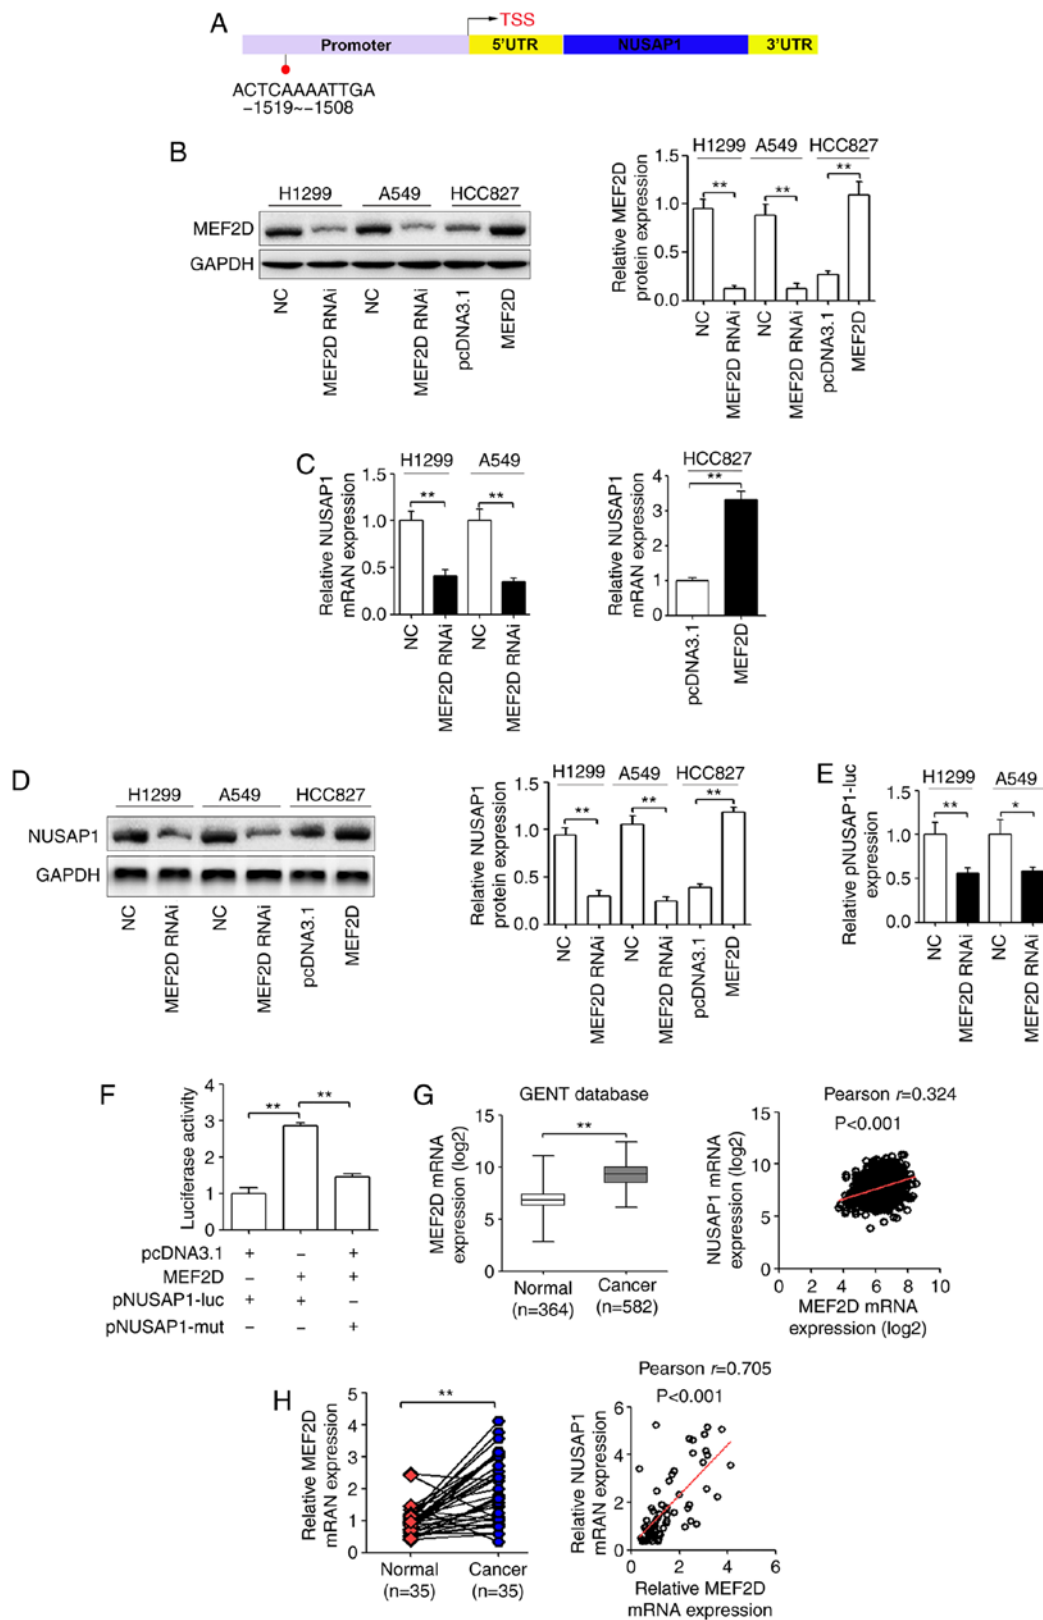 A
TSS
Promoter 5'UTR NUSAP1 3'UTR
ACTCAAAATTGA
−1519~−1508
B
H1299 A549 HCC827
MEF2D
GAPDH
NC MEF2D RNAi NC MEF2D RNAi pcDNA3.1 MEF2D
Relative MEF2D
protein expression
1.5
1.0
0.5
0.0
H1299 A549 HCC827
** ** **
NC MEF2D RNAi NC MEF2D RNAi pcDNA3.1 MEF2D
C
Relative NUSAP1
mRAN expression
1.5
1.0
0.5
0.0
H1299 A549
** **
NC MEF2D RNAi NC MEF2D RNAi
Relative NUSAP1
mRAN expression
4
3
2
1
0
HCC827
**
pcDNA3.1 MEF2D
D
H1299 A549 HCC827
NUSAP1
GAPDH
NC MEF2D RNAi NC MEF2D RNAi pcDNA3.1 MEF2D
Relative NUSAP1
protein expression
1.5
1.0
0.5
0.0
H1299 A549 HCC827
** ** **
NC MEF2D RNAi NC MEF2D RNAi pcDNA3.1 MEF2D
E
Relative pNUSAP1-luc
expression
1.5
1.0
0.5
0.0
H1299 A549
** *
NC MEF2D RNAi NC MEF2D RNAi
F
Luciferase activity
4
3
2
1
0
** **
pcDNA3.1 + − +
MEF2D − + +
pNUSAP1-luc + + −
pNUSAP1-mut − − +
G
GENT database
MEF2D mRNA
expression (log2)
15
10
5
0
**
Normal Cancer
(n=364) (n=582)
Pearson r=0.324
P<0.001
NUSAP1 mRNA
expression (log2)
15
10
5
0
0 2 4 6 8 10
MEF2D mRNA
expression (log2)
H
Relative MEF2D
mRAN expression
5
4
3
2
1
0
**
Normal Cancer
(n=35) (n=35)
Pearson r=0.705
P<0.001
Relative NUSAP1
mRAN expression
6
4
2
0
0 2 4 6
Relative MEF2D
mRNA expression